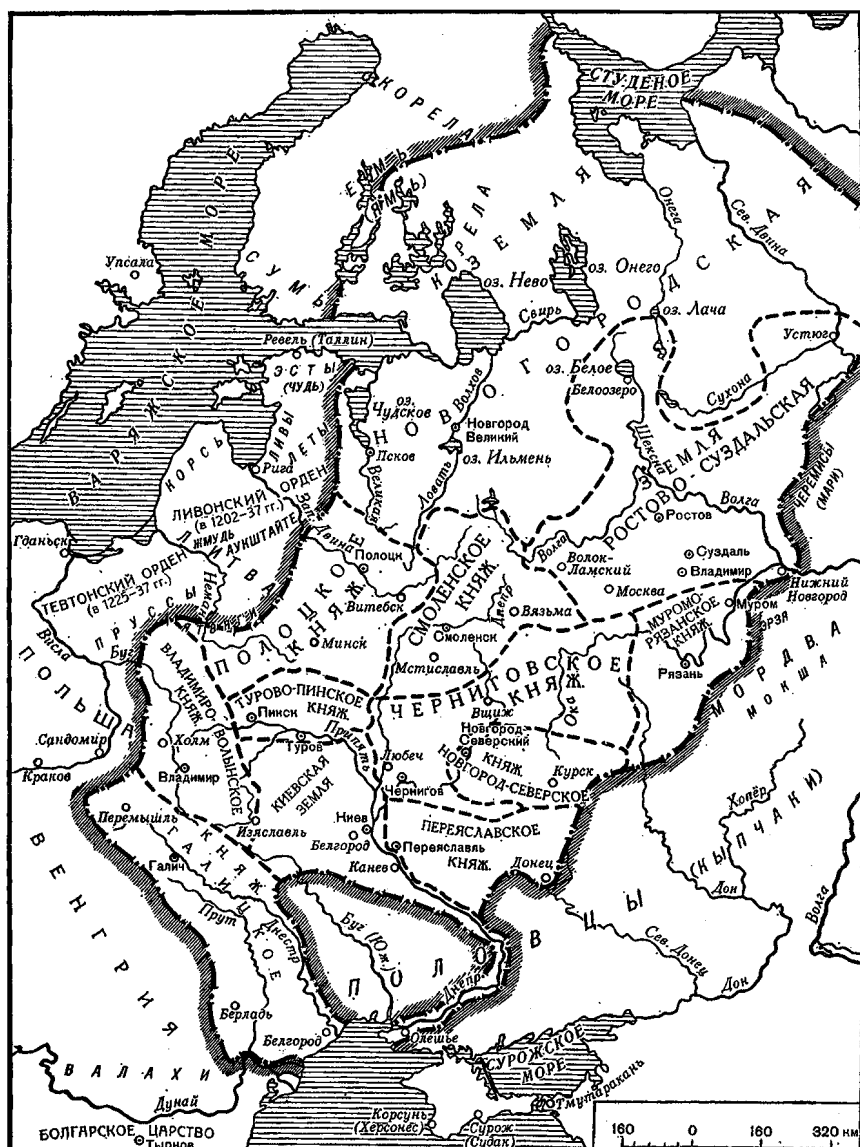 СТУДЕНОЕ
МОРЕ
КОРЕЛА
ЕМЬ
(ЯМЬ)
КОРЕЛА
НОВГОРОДСКАЯ
ЗЕМЛЯ
Онега
Сев. Двина
ВАРЯЖСКОЕ МОРЕ
Упсала
СУМЬ
оз. Нево
оз. Онего
оз. Лача
Свирь
Устюг
Ревель (Таллин)
ЭСТЫ
(ЧУДЬ)
оз.
Чудсков
Волхов
оз. Белое
Белоозеро
Сухона
Новгород
Великий
Псков
оз. Ильмень
Шексна
ЛИВЫ
ЛЕТЫ
КОРСЬ
Рига
Великая
Ловать
РОСТОВО-СУЗДАЛЬСКАЯ
ЗЕМЛЯ
ЧЕРЕМИСЫ
(МАРИ)
ЛИВОНСКИЙ ОРДЕН
(в 1202-37 гг.)
ЖМУДЬ
АУКШТАЙТЕ
Зап.
Двина
Волга
Ростов
Гданьск
ЛИТВА
Полоцк
Волга
Волок-
Ламский
Суздаль
Владимир
ТЕВТОНСКИЙ ОРДЕН
(в 1225-37 гг.)
Витебск
СМОЛЕНСКОЕ
КНЯЖ.
Днепр
Вязьма
Москва
Нижний
Новгород
ПРУССЫ
ПОЛОЦКОЕ
КНЯЖ.
Минск
Смоленск
Мстиславль
МУРОМО-
РЯЗАНСКОЕ
КНЯЖ.
Муром
Рязань
ЭРЗЯ
МОРДВА
МОКША
Висла
ПОЛЬША
Буг
ВЛАДИМИРО-
ВОЛЫНСКОЕ
КНЯЖ.
ТУРОВО-ПИНСКОЕ
КНЯЖ.
Пинск
Туров
Припять
ЧЕРНИГОВСКОЕ
КНЯЖ.
Ока
Вщиж
Новгород-
Северский
КНЯЖ.
НОВГОРОД-СЕВЕРСКОЕ
Сандомир
Краков
Холм
Владимир
КИЕВСКАЯ
ЗЕМЛЯ
Любеч
Чернигов
Курск
Перемышль
Изяславль
Киев
Белгород
ПЕРЕЯСЛАВСКОЕ
КНЯЖ.
Переяславль
Канев
Донец
Хопёр
(КЫПЧАКИ)
Дон
Волга
ГАЛИЦКОЕ
КНЯЖ.
Галич
Прут
Днестр
Буг (Юж.)
ПОЛОВЦЫ
Днепр
Сев. Донец
Дон
ВЕНГРИЯ
Берладь
Белгород
Олешье
СУРОЖСКОЕ
МОРЕ
ВАЛАХИ
Дунай
Тмутаракань
БОЛГАРСКОЕ ЦАРСТВО
Тырнов
Корсунь
(Херсонес)
Сурож
(Судак)
160 0 160 320 км